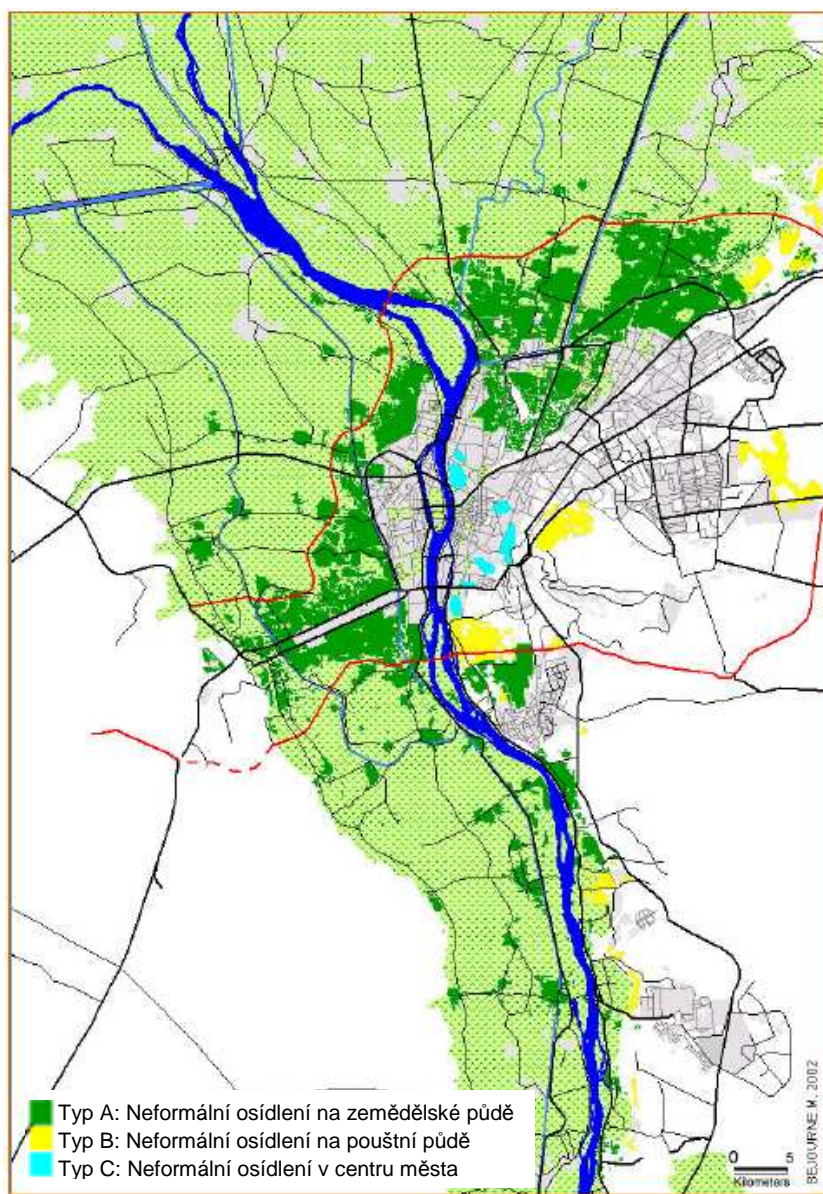 Typ A: Neformální osídlení na zemědělské půdě
Typ B: Neformální osídlení na pouštní půdě
Typ C: Neformální osídlení v centru města
0 5
Kilometers
BEJOURNE M. 2002